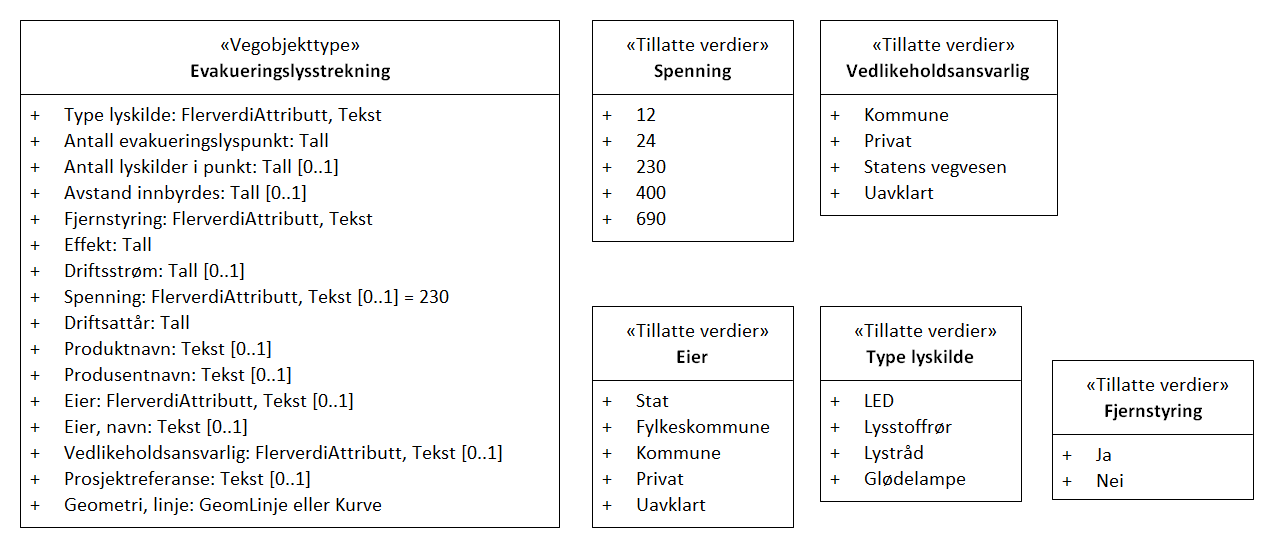 «Vegobjekttype»
Evakueringslysstrekning
+ Type lyskilde: FlerverdiAttributt, Tekst
+ Antall evakueringslyspunkt: Tall
+ Antall lyskilder i punkt: Tall [0..1]
+ Avstand innbyrdes: Tall [0..1]
+ Fjernstyring: FlerverdiAttributt, Tekst
+ Effekt: Tall
+ Driftsstrøm: Tall [0..1]
+ Spenning: FlerverdiAttributt, Tekst [0..1] = 230
+ Driftsattår: Tall
+ Produktnavn: Tekst [0..1]
+ Produsentnavn: Tekst [0..1]
+ Eier: FlerverdiAttributt, Tekst [0..1]
+ Eier, navn: Tekst [0..1]
+ Vedlikeholdsansvarlig: FlerverdiAttributt, Tekst [0..1]
+ Prosjektreferanse: Tekst [0..1]
+ Geometri, linje: GeomLinje eller Kurve
«Tillatte verdier»
Spenning
+ 12
+ 24
+ 230
+ 400
+ 690
«Tillatte verdier»
Vedlikeholdsansvarlig
+ Kommune
+ Privat
+ Statens vegvesen
+ Uavklart
«Tillatte verdier»
Eier
+ Stat
+ Fylkeskommune
+ Kommune
+ Privat
+ Uavklart
«Tillatte verdier»
Type lyskilde
+ LED
+ Lysstoffrør
+ Lystråd
+ Glødelampe
«Tillatte verdier»
Fjernstyring
+ Ja
+ Nei